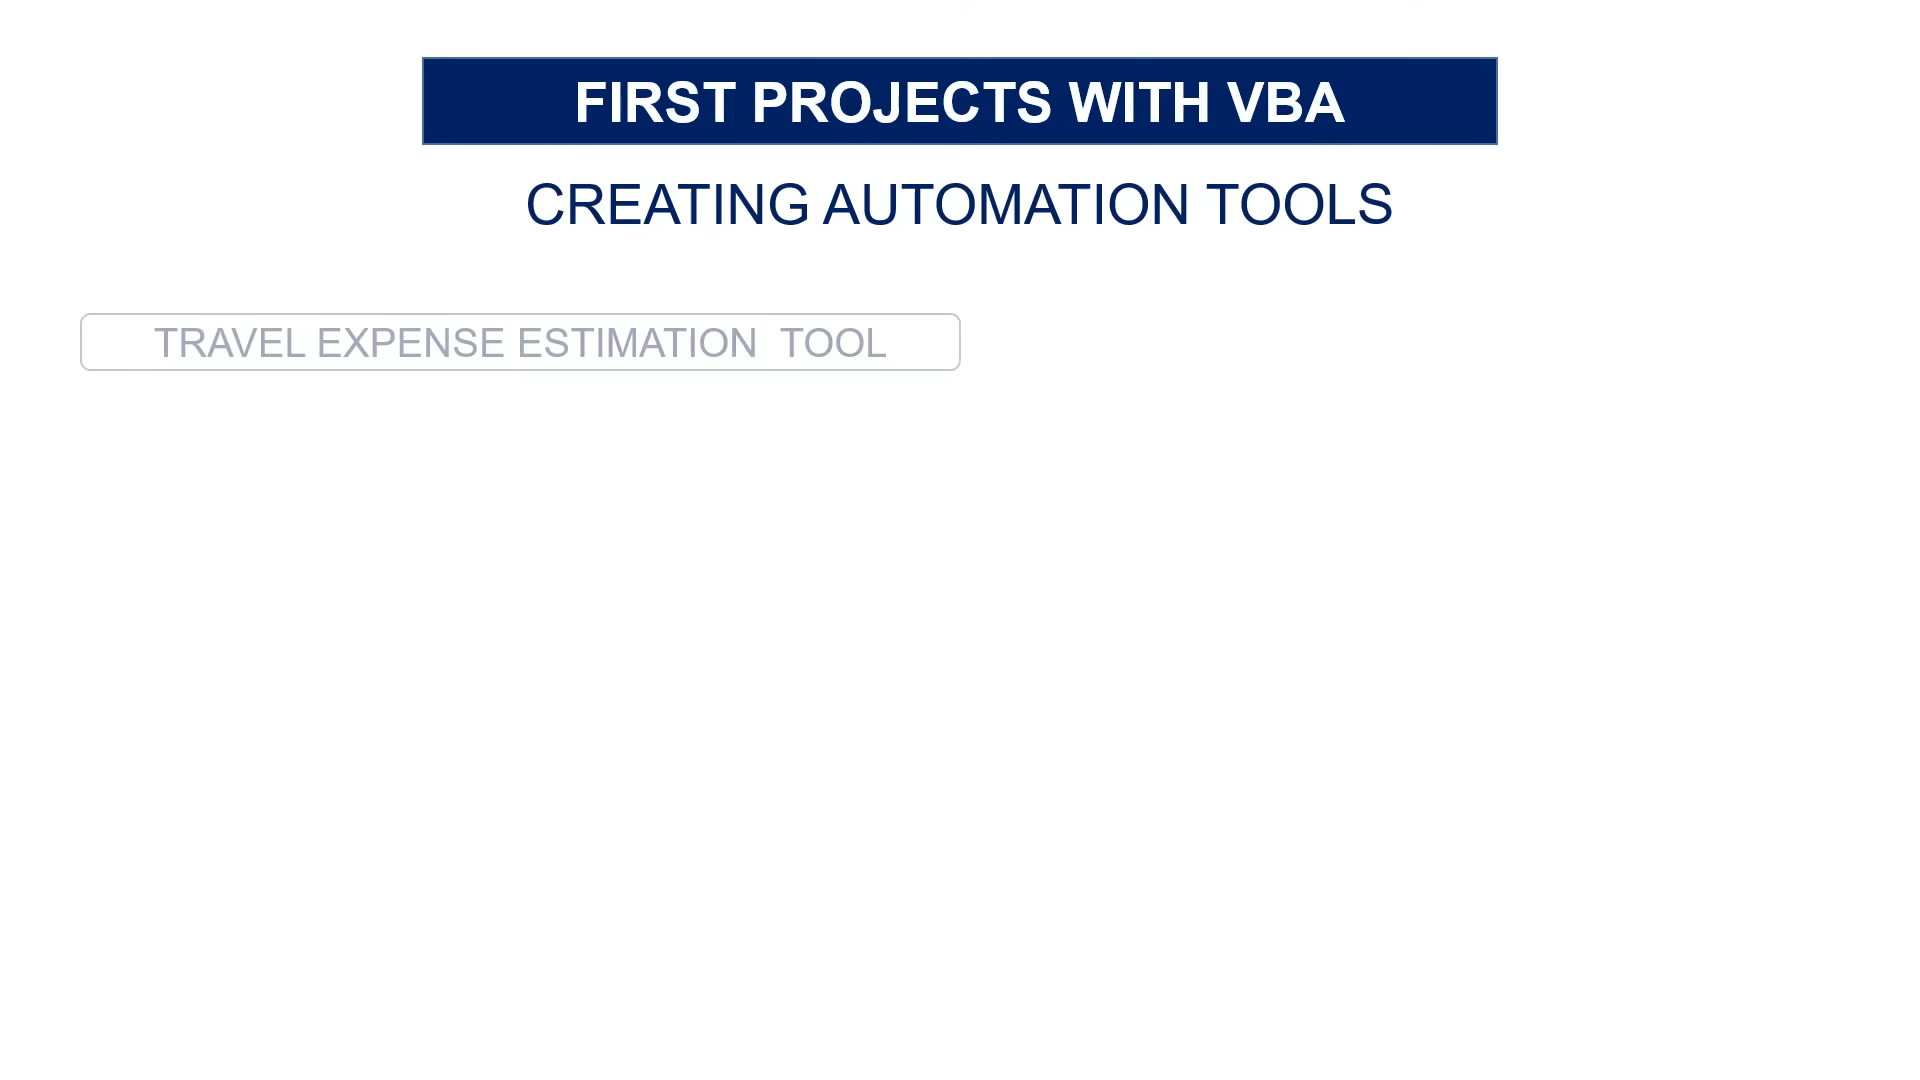 FIRST PROJECTS WITH VBA
CREATING AUTOMATION TOOLS
TRAVEL EXPENSE ESTIMATION  TOOL